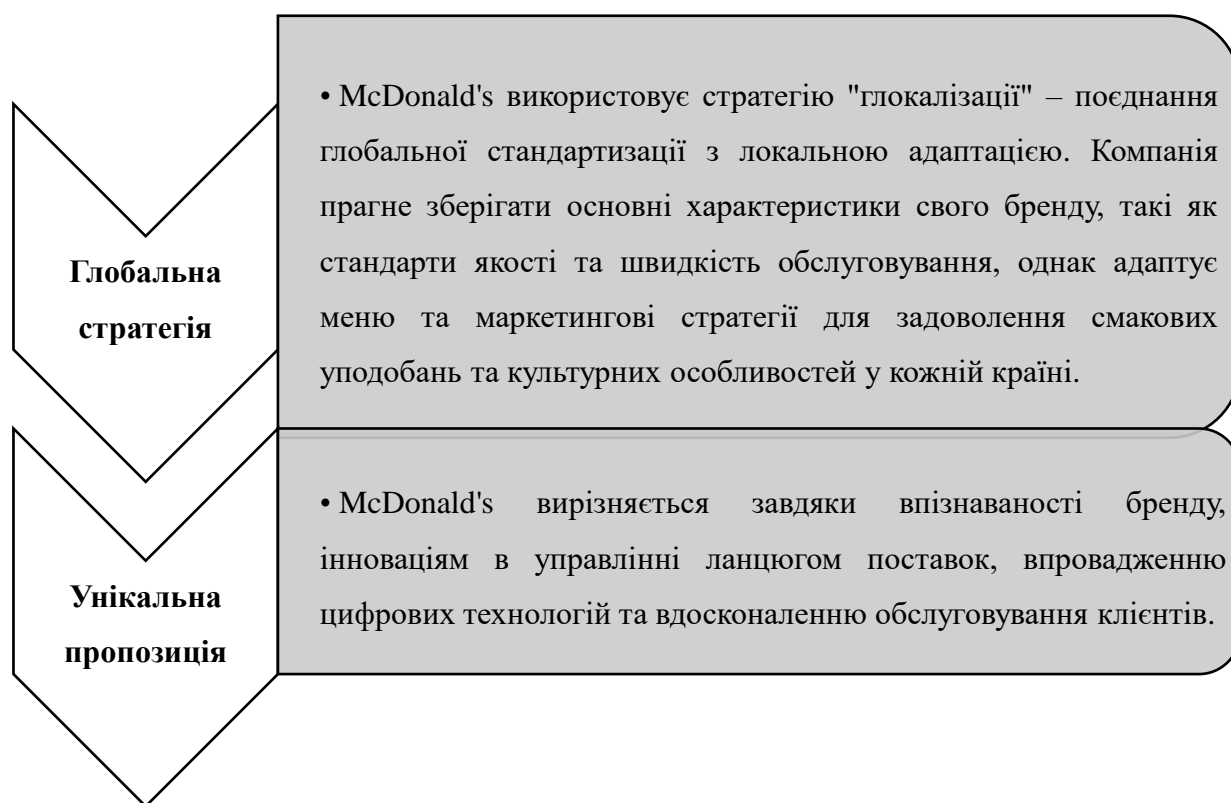 Глобальна
стратегія
• McDonald's використовує стратегію "глокалізації" – поєднання
глобальної стандартизації з локальною адаптацією. Компанія
прагне зберігати основні характеристики свого бренду, такі як
стандарти якості та швидкість обслуговування, однак адаптує
меню та маркетингові стратегії для задоволення смакових
уподобань та культурних особливостей у кожній країні.
Унікальна
пропозиція
• McDonald's вирізняється завдяки впізнаваності бренду,
інноваціям в управлінні ланцюгом поставок, впровадженню
цифрових технологій та вдосконаленню обслуговування клієнтів.